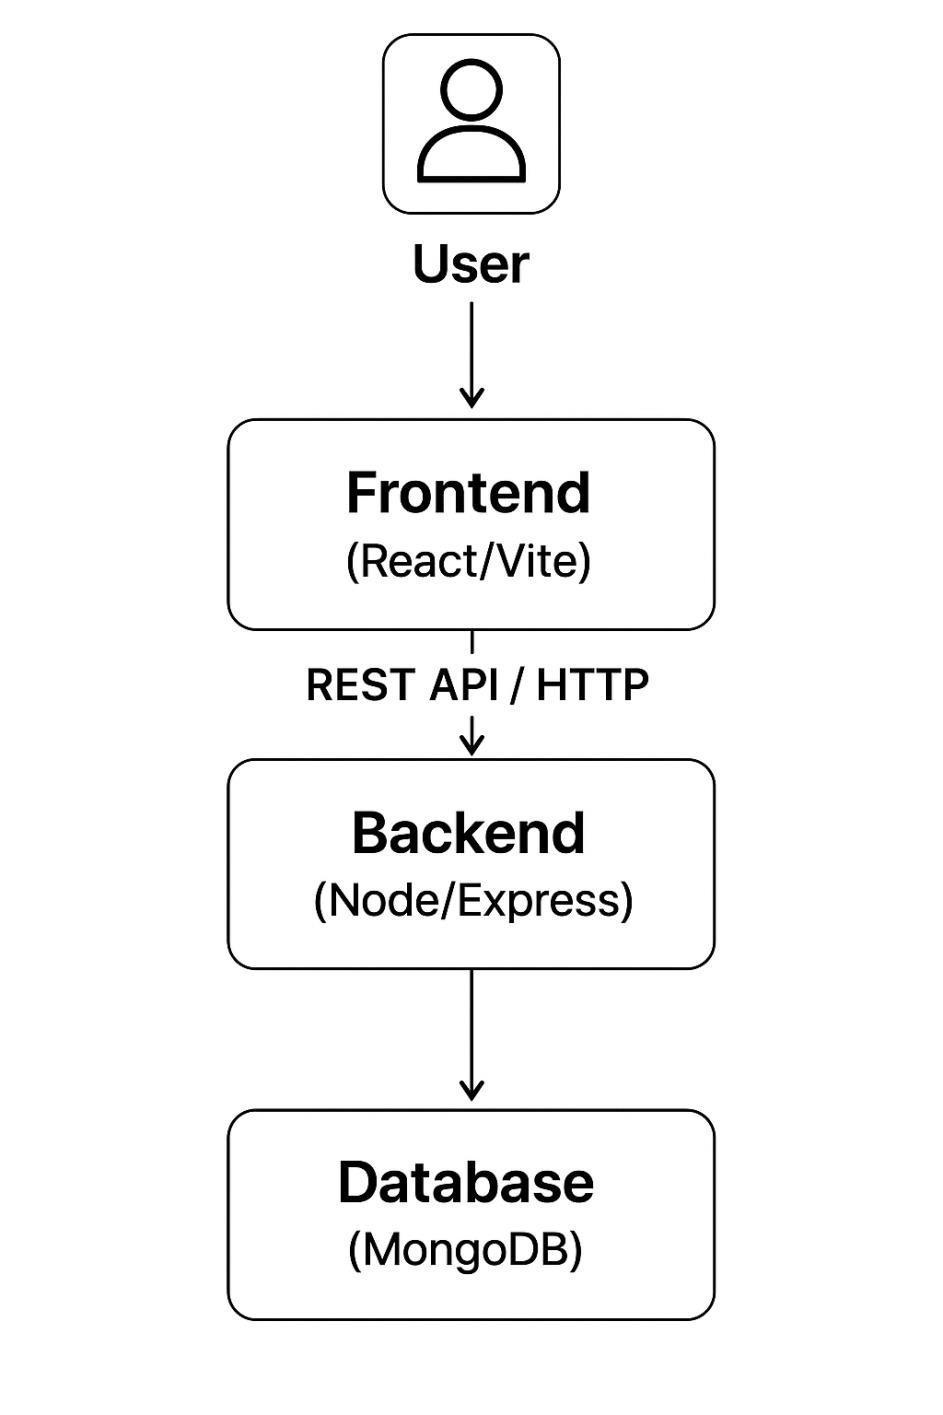 User
Frontend
(React/Vite)
REST API / HTTP
Backend
(Node/Express)
Database
(MongoDB)